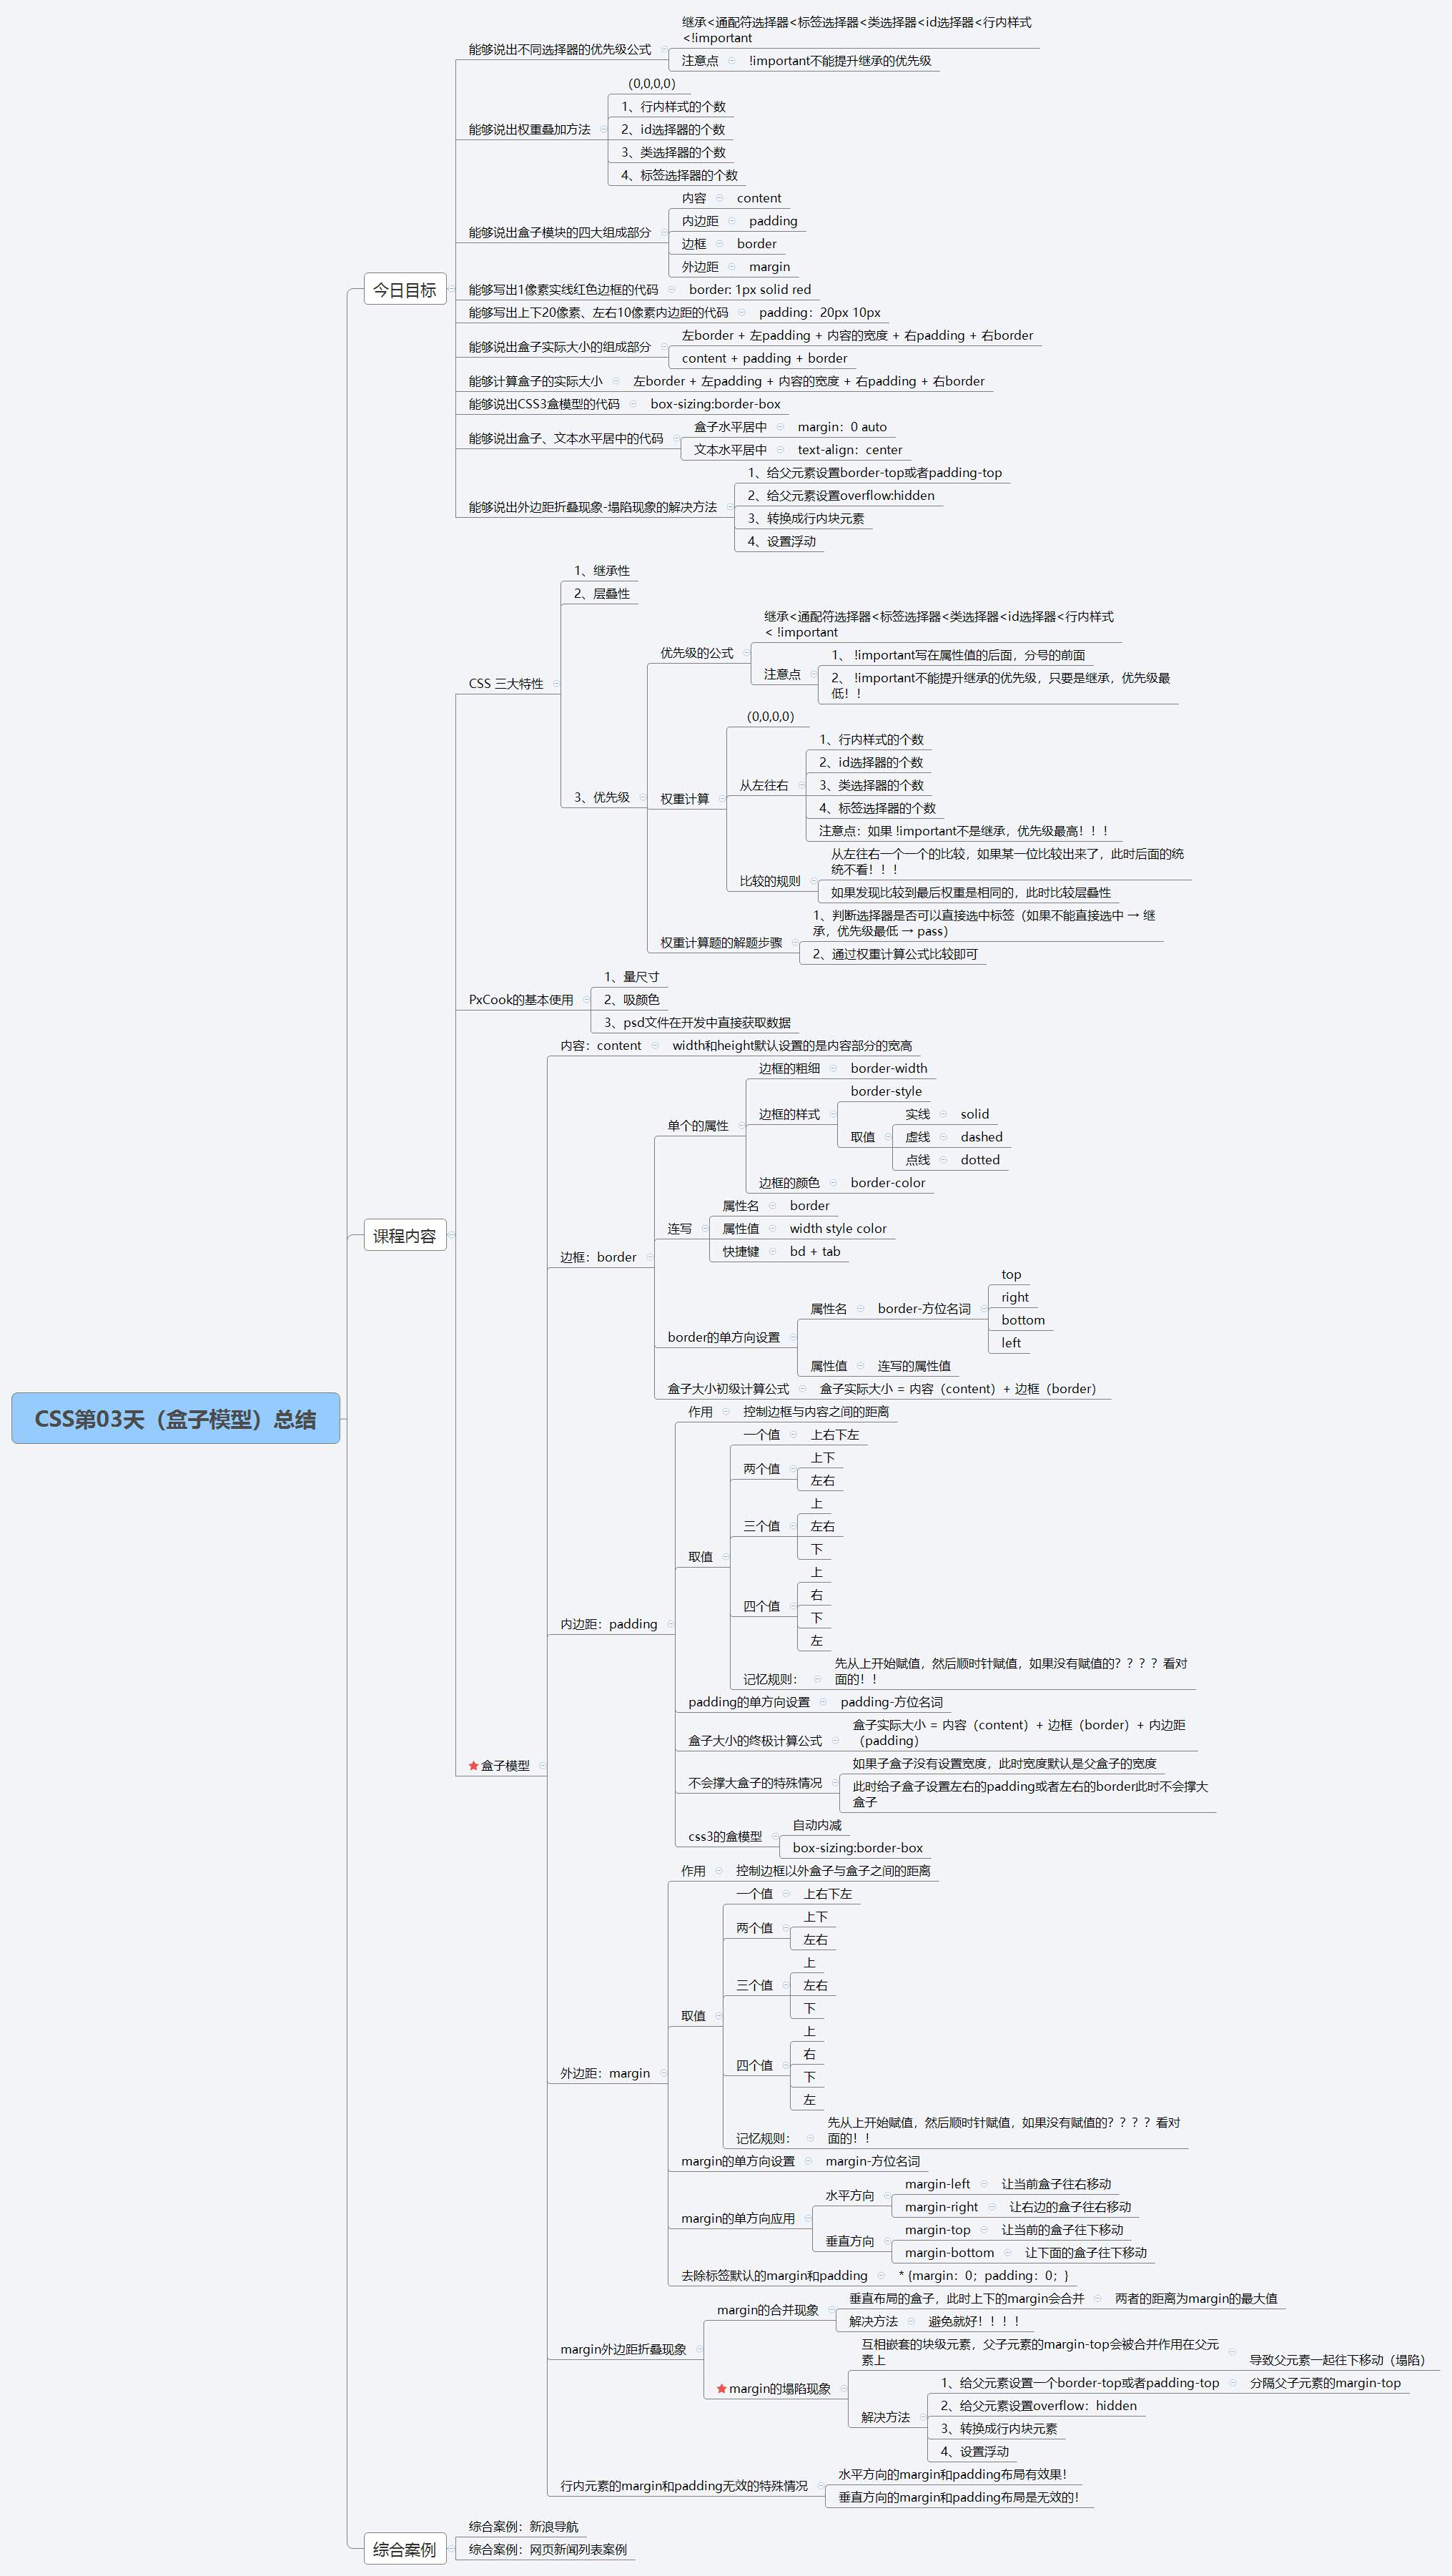 CSS第03天（盒子模型）总结
今日目标
能够说出不同选择器的优先级公式
继承<通配符选择器<标签选择器<类选择器<id选择器<行内样式
<!important
注意点
!important不能提升继承的优先级
能够说出权重叠加方法
（0,0,0,0）
1、行内样式的个数
2、id选择器的个数
3、类选择器的个数
4、标签选择器的个数
能够说出盒子模块的四大组成部分
内容
content
内边距
padding
边框
border
外边距
margin
能够写出1像素实线红色边框的代码
border: 1px solid red
能够写出上下20像素、左右10像素内边距的代码
padding：20px 10px
能够说出盒子实际大小的组成部分
左border + 左padding + 内容的宽度 + 右padding + 右border
content + padding + border
能够计算盒子的实际大小
左border + 左padding + 内容的宽度 + 右padding + 右border
能够说出CSS3盒模型的代码
box-sizing:border-box
能够说出盒子、文本水平居中的代码
盒子水平居中
margin：0 auto
文本水平居中
text-align：center
能够说出外边距折叠现象-塌陷现象的解决方法
1、给父元素设置border-top或者padding-top
2、给父元素设置overflow:hidden
3、转换成行内块元素
4、设置浮动
课程内容
CSS 三大特性
1、继承性
2、层叠性
3、优先级
优先级的公式
继承<通配符选择器<标签选择器<类选择器<id选择器<行内样式
< !important
注意点
1、 !important写在属性值的后面，分号的前面
2、 !important不能提升继承的优先级，只要是继承，优先级最
低！！
权重计算
（0,0,0,0）
从左往右
1、行内样式的个数
2、id选择器的个数
3、类选择器的个数
4、标签选择器的个数
注意点：如果 !important不是继承，优先级最高！！！
比较的规则
从左往右一个一个的比较，如果某一位比较出来了，此时后面的统
统不看！！！
如果发现比较到最后权重是相同的，此时比较层叠性
权重计算题的解题步骤
1、判断选择器是否可以直接选中标签（如果不能直接选中 → 继
承，优先级最低 → pass）
2、通过权重计算公式比较即可
PxCook的基本使用
1、量尺寸
2、吸颜色
3、psd文件在开发中直接获取数据
盒子模型
内容：content
width和height默认设置的是内容部分的宽高
边框：border
单个的属性
边框的粗细
border-width
边框的样式
border-style
取值
实线
solid
虚线
dashed
点线
dotted
边框的颜色
border-color
连写
属性名
border
属性值
width style color
快捷键
bd + tab
border的单方向设置
属性名
border-方位名词
top
right
bottom
left
属性值
连写的属性值
盒子大小初级计算公式
盒子实际大小 = 内容（content）+ 边框（border）
内边距：padding
作用
控制边框与内容之间的距离
取值
一个值
上右下左
两个值
上下
左右
三个值
上
左右
下
四个值
上
右
下
左
记忆规则：
先从上开始赋值，然后顺时针赋值，如果没有赋值的？？？？看对
面的！！
padding的单方向设置
padding-方位名词
盒子大小的终极计算公式
盒子实际大小 = 内容（content）+ 边框（border）+ 内边距
（padding）
不会撑大盒子的特殊情况
如果子盒子没有设置宽度，此时宽度默认是父盒子的宽度
此时给子盒子设置左右的padding或者左右的border此时不会撑大
盒子
css3的盒模型
自动内减
box-sizing:border-box
外边距：margin
作用
控制边框以外盒子与盒子之间的距离
取值
一个值
上右下左
两个值
上下
左右
三个值
上
左右
下
四个值
上
右
下
左
记忆规则：
先从上开始赋值，然后顺时针赋值，如果没有赋值的？？？？看对
面的！！
margin的单方向设置
margin-方位名词
margin的单方向应用
水平方向
margin-left
让当前盒子往右移动
margin-right
让右边的盒子往右移动
垂直方向
margin-top
让当前的盒子往下移动
margin-bottom
让下面的盒子往下移动
去除标签默认的margin和padding
* {margin：0；padding：0；}
margin外边距折叠现象
margin的合并现象
垂直布局的盒子，此时上下的margin会合并
两者的距离为margin的最大值
解决方法
避免就好！！！！
margin的塌陷现象
互相嵌套的块级元素，父子元素的margin-top会被合并作用在父元
素上
导致父元素一起往下移动（塌陷）
解决方法
1、给父元素设置一个border-top或者padding-top
分隔父子元素的margin-top
2、给父元素设置overflow：hidden
3、转换成行内块元素
4、设置浮动
行内元素的margin和padding无效的特殊情况
水平方向的margin和padding布局有效果！
垂直方向的margin和padding布局是无效的！
综合案例
综合案例：新浪导航
综合案例：网页新闻列表案例